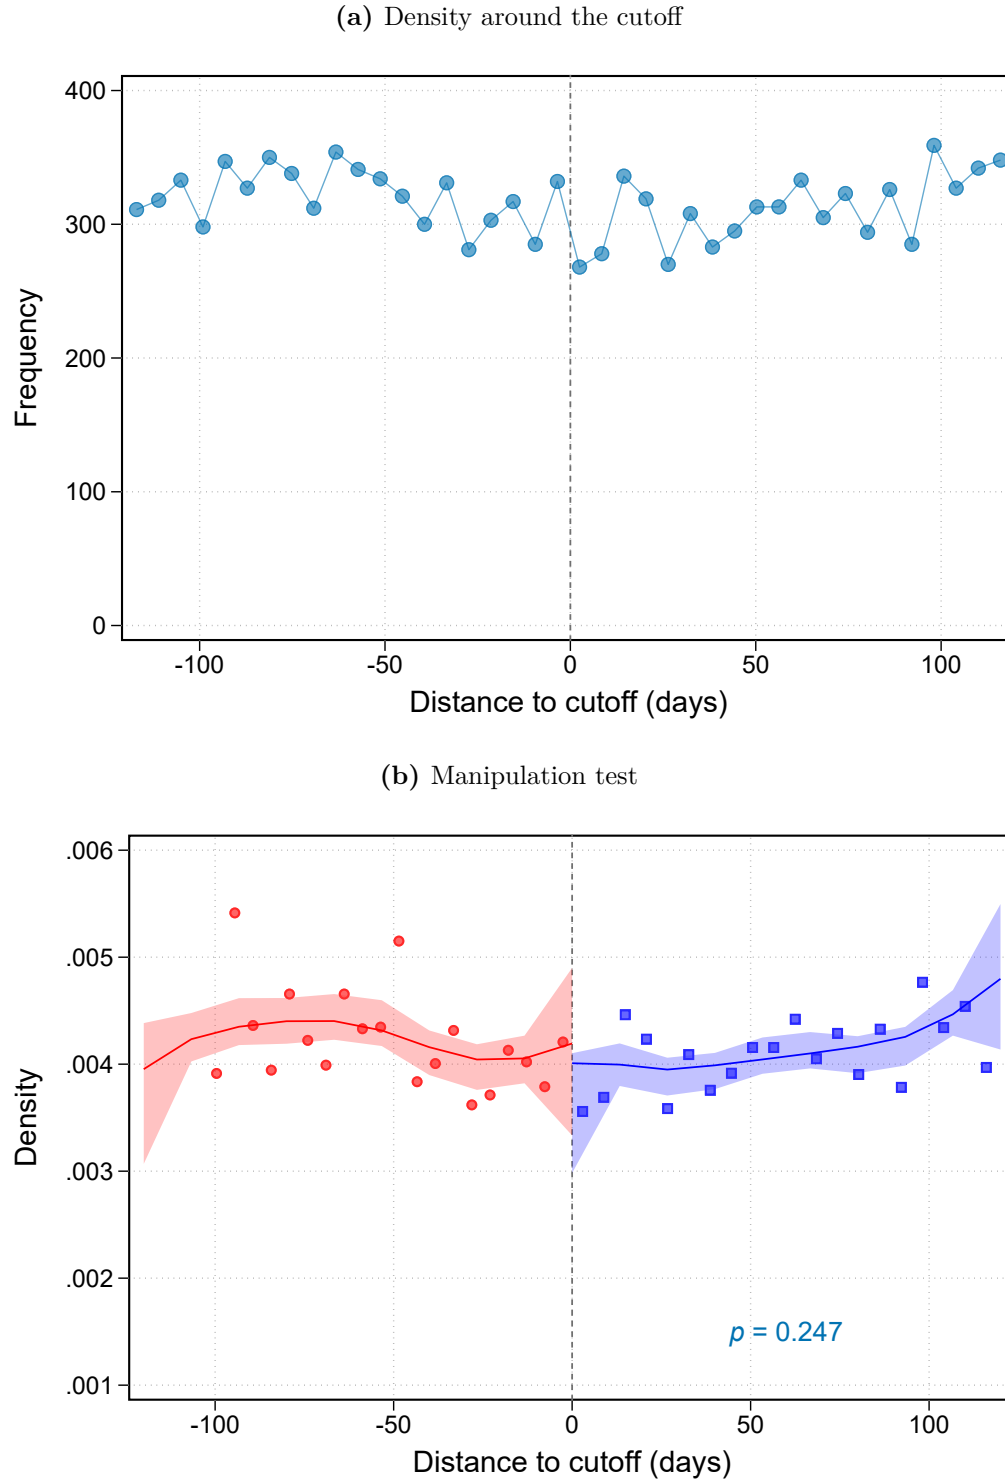 (a) Density around the cutoff
400
300
200
100
0
Frequency
-100 -50 0 50 100
Distance to cutoff (days)
(b) Manipulation test
.006
.005
.004
.003
.002
.001
Density
p = 0.247
-100 -50 0 50 100
Distance to cutoff (days)